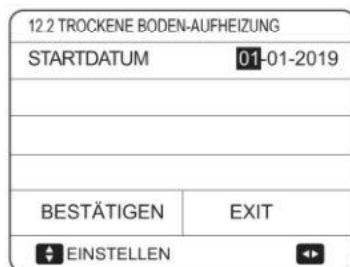 12.2 TROCKENE BODEN-AUFHEIZUNG
STARTDATUM 01-01-2019
BESTÄTIGEN EXIT
EINSTELLEN